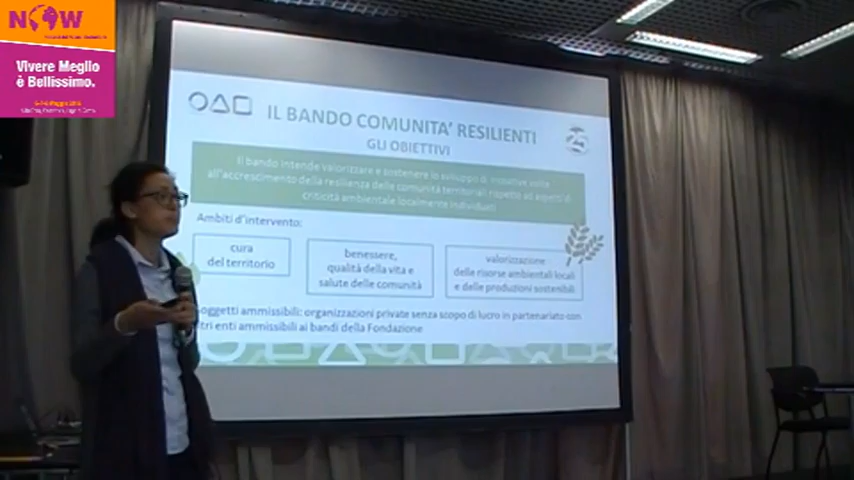 NOW
Vivere Meglio
è Bellissimo.
IL BANDO COMUNITA' RESILIENTI
GLI OBIETTIVI
25
Il bando intende valorizzare e sostenere lo sviluppo di iniziative volte
all'accrescimento della resilienza delle comunità territoriali rispetto ad aspetti di
criticità ambientale localmente individuati
Ambiti d'intervento:
cura
del territorio
benessere,
qualità della vita e
salute delle comunità
valorizzazione
delle risorse ambientali locali
e delle produzioni sostenibili
oggetti ammissibili: organizzazioni private senza scopo di lucro in partenariato con
tri enti ammissibili ai bandi della Fondazione